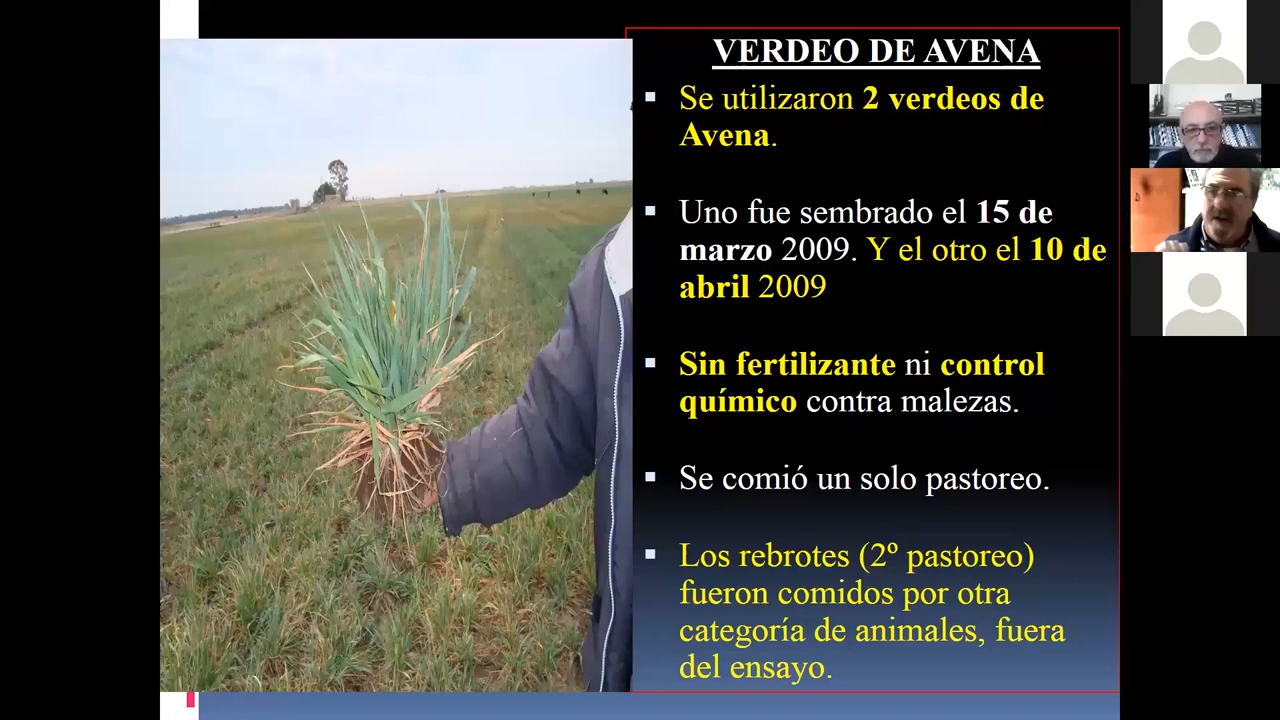 VERDEO DE AVENA
▪ Se utilizaron 2 verdeos de
Avena.
▪ Uno fue sembrado el 15 de
marzo 2009. Y el otro el 10 de
abril 2009
▪ Sin fertilizante ni control
químico contra malezas.
▪ Se comió un solo pastoreo.
▪ Los rebrotes (2º pastoreo)
fueron comidos por otra
categoría de animales, fuera
del ensayo.